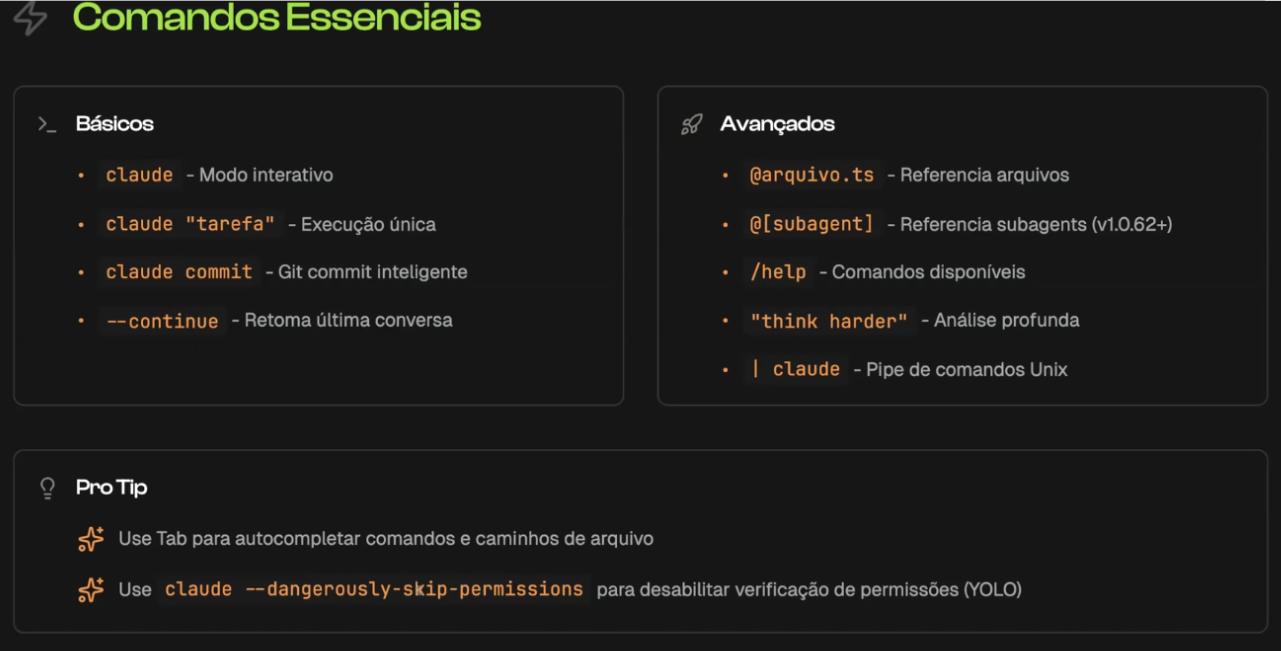 Comandos Essenciais
Básicos
• claude - Modo interativo
• claude "tarefa" - Execução única
• claude commit - Git commit inteligente
• --continue - Retoma última conversa
Avançados
• @arquivo.ts - Referencia arquivos
• @[subagent] - Referencia subagents (v1.0.62+)
• /help - Comandos disponíveis
• "think harder" - Análise profunda
• | claude - Pipe de comandos Unix
Pro Tip
Use Tab para autocompletar comandos e caminhos de arquivo
Use claude --dangerously-skip-permissions para desabilitar verificação de permissões (YOLO)